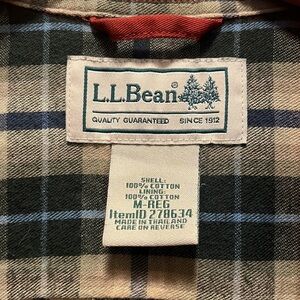 L.L.Bean®
QUALITY GUARANTEED SINCE 1912
SHELL:
100% COTTON
LINING:
100% COTTON
M-REG
ItemID 278634
MADE IN THAILAND
CARE ON REVERSE